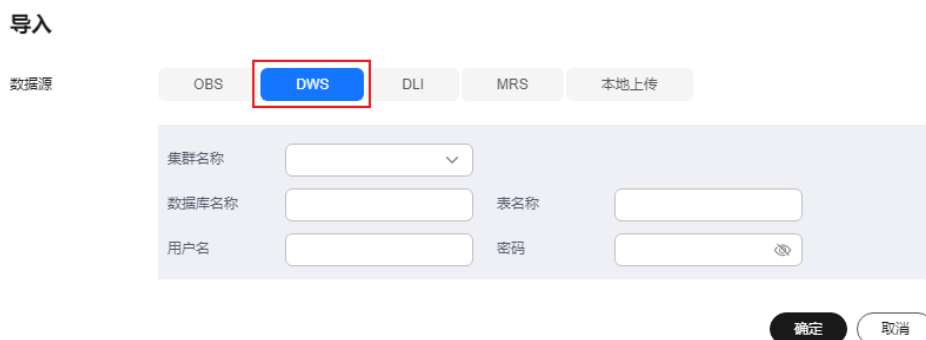 导入
数据源 OBS DWS DLI MRS 本地上传
集群名称
数据库名称 表名称
用户名 密码
确定 取消